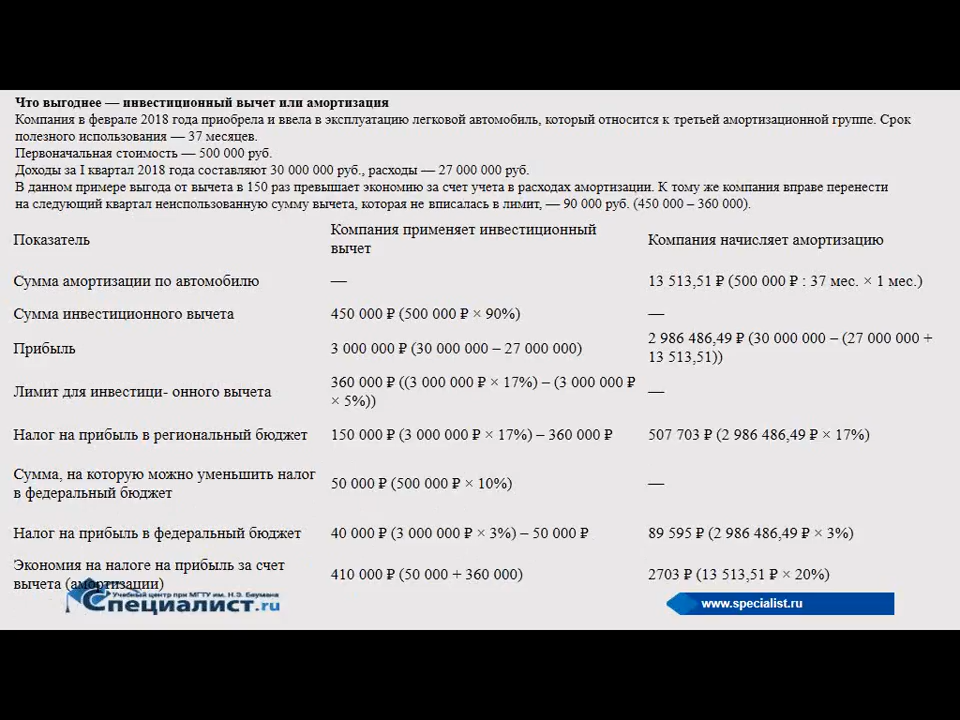 Что выгоднее — инвестиционный вычет или амортизация
Компания в феврале 2018 года приобрела и ввела в эксплуатацию легковой автомобиль, который относится к третьей амортизационной группе. Срок
полезного использования — 37 месяцев.
Первоначальная стоимость — 500 000 руб.
Доходы за I квартал 2018 года составляют 30 000 000 руб., расходы — 27 000 000 руб.
В данном примере выгода от вычета в 150 раз превышает экономию за счет учета в расходах амортизации. К тому же компания вправе перенести
на следующий квартал неиспользованную сумму вычета, которая не вписалась в лимит, — 90 000 руб. (450 000 – 360 000).
Показатель
Компания применяет инвестиционный
вычет
Компания начисляет амортизацию
Сумма амортизации по автомобилю
—
13 513,51 ₽ (500 000 ₽ : 37 мес. × 1 мес.)
Сумма инвестиционного вычета
450 000 ₽ (500 000 ₽ × 90%)
—
Прибыль
3 000 000 ₽ (30 000 000 – 27 000 000)
2 986 486,49 ₽ (30 000 000 – (27 000 000 +
13 513,51))
Лимит для инвестици- онного вычета
360 000 ₽ ((3 000 000 ₽ × 17%) – (3 000 000 ₽
× 5%))
—
Налог на прибыль в региональный бюджет
150 000 ₽ (3 000 000 ₽ × 17%) – 360 000 ₽
507 703 ₽ (2 986 486,49 ₽ × 17%)
Сумма, на которую можно уменьшить налог
в федеральный бюджет
50 000 ₽ (500 000 ₽ × 10%)
—
Налог на прибыль в федеральный бюджет
40 000 ₽ (3 000 000 ₽ × 3%) – 50 000 ₽
89 595 ₽ (2 986 486,49 ₽ × 3%)
Экономия на налоге на прибыль за счет
вычета (амортизации)
410 000 ₽ (50 000 + 360 000)
2703 ₽ (13 513,51 ₽ × 20%)
Учебный центр при МГТУ им. Н.Э. Баумана
Специалист.ru
www.specialist.ru